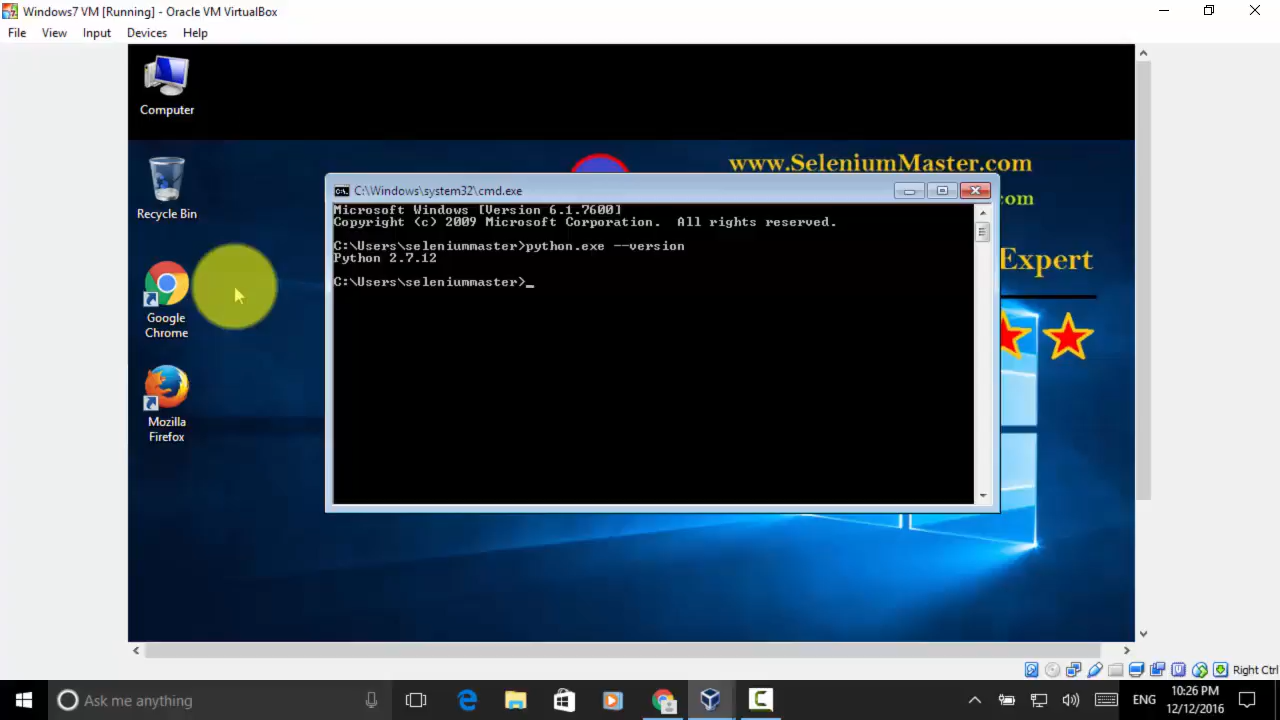 Windows7 VM [Running] - Oracle VM VirtualBox
File View Input Devices Help
Computer
Recycle Bin
Google
Chrome
Mozilla
Firefox
www.SeleniumMaster.com
com
Expert
C:\Windows\system32\cmd.exe
Microsoft Windows [Version 6.1.7600]
Copyright (c) 2009 Microsoft Corporation.  All rights reserved.
C:\Users\seleniummaster>python.exe --version
Python 2.7.12
C:\Users\seleniummaster>_
Right Ctrl
Ask me anything
ENG
10:26 PM
12/12/2016